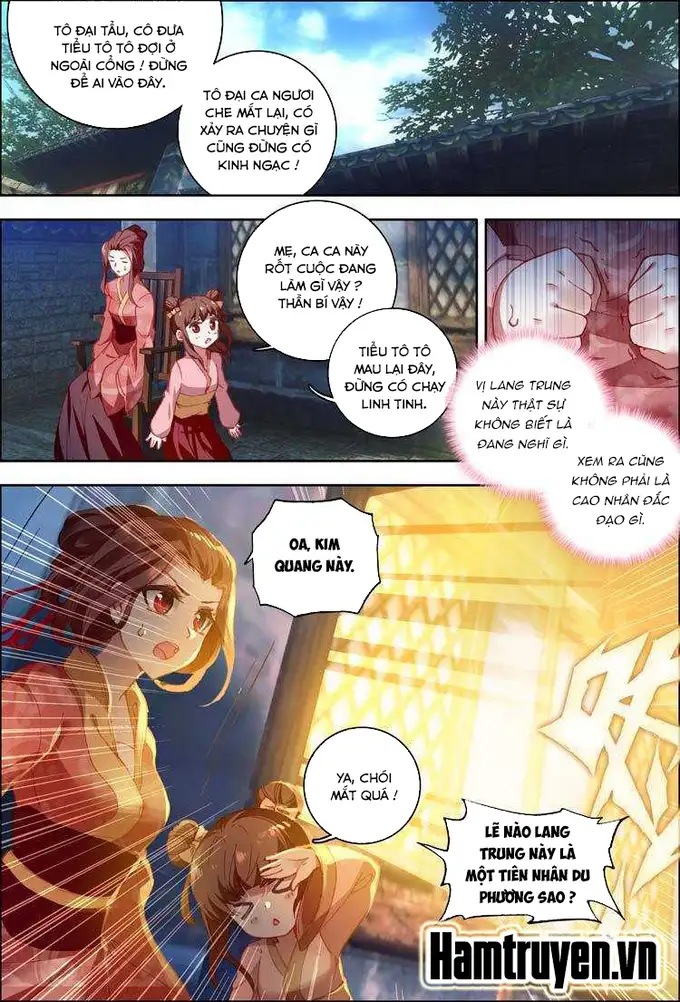 TÔ ĐẠI TẨU, CÔ ĐƯA
TIỂU TÔ TÔ ĐỢI Ở
NGOÀI CỔNG! ĐỪNG
ĐỂ AI VÀO ĐÂY.
TÔ ĐẠI CA NGƯƠI
CHE MẮT LẠI, CÓ
XẢY RA CHUYỆN GÌ
CŨNG ĐỪNG CÓ
KINH NGẠC!
MẸ, CA CA NÀY
RỐT CUỘC ĐANG
LÀM GÌ VẬY?
THẦN BÍ VẬY!
TIỂU TÔ TÔ
MAU LẠI ĐÂY,
ĐỪNG CÓ CHẠY
LINH TINH.
VỊ LANG TRUNG
NÀY THẬT SỰ
KHÔNG BIẾT LÀ
ĐANG NGHĨ GÌ.
XEM RA CŨNG
KHÔNG PHẢI LÀ
CAO NHÂN ĐẮC
ĐẠO GÌ.
OA, KIM
QUANG NÀY.
YA, CHÓI
MẮT QUÁ!
LẼ NÀO LANG
TRUNG NÀY LÀ
MỘT TIÊN NHÂN DU
PHƯƠNG SAO?
Hamtruyen.vn